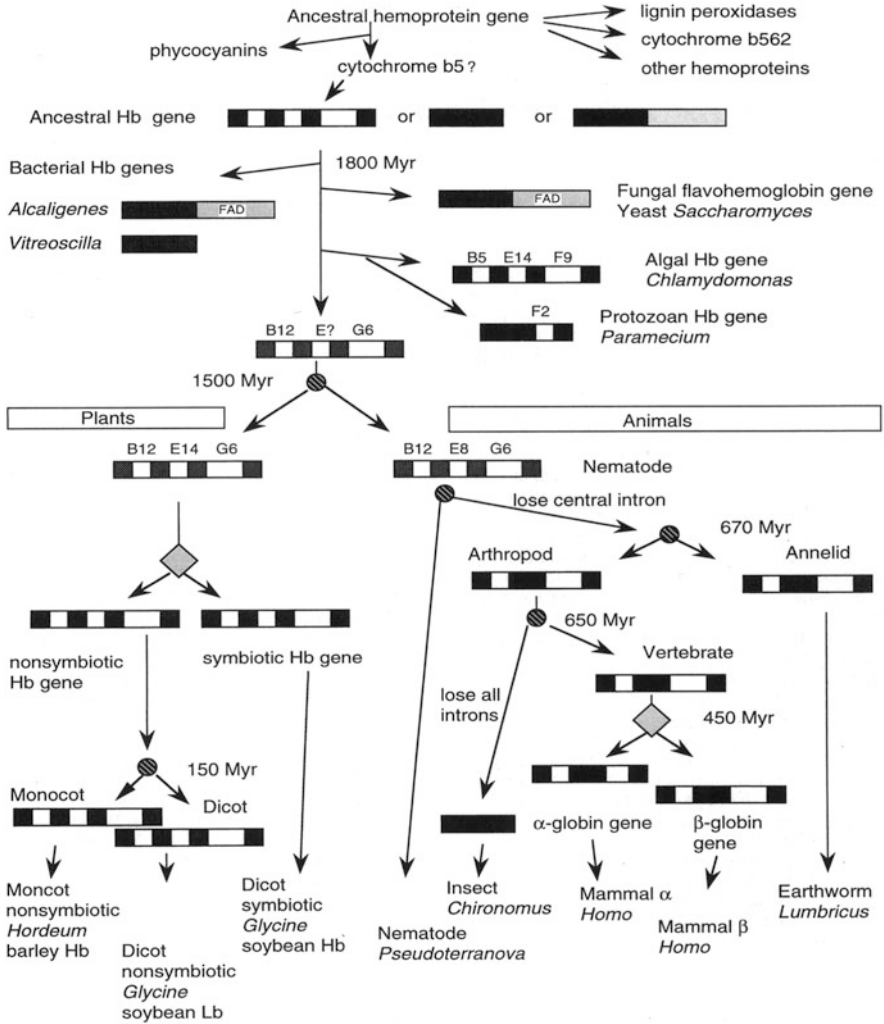 Ancestral hemoprotein gene
lignin peroxidases
phycocyanins
cytochrome b562
cytochrome b5?
other hemoproteins
Ancestral Hb gene
or
or
1800 Myr
Bacterial Hb genes
Alcaligenes
FAD
FAD
Fungal flavohemoglobin gene
Yeast Saccharomyces
Vitreoscilla
B5 E14 F9
Algal Hb gene
Chlamydomonas
F2
Protozoan Hb gene
Paramecium
B12 E? G6
1500 Myr
Plants
Animals
B12 E14 G6
B12 E8 G6
Nematode
lose central intron
670 Myr
Arthropod
Annelid
650 Myr
nonsymbiotic
Hb gene
symbiotic Hb gene
Vertebrate
lose all
introns
450 Myr
150 Myr
Monocot
Dicot
α-globin gene
β-globin
gene
Moncot
nonsymbiotic
Hordeum
barley Hb
Dicot
nonsymbiotic
Glycine
soybean Lb
Dicot
symbiotic
Glycine
soybean Hb
Nematode
Pseudoterranova
Insect
Chironomus
Mammal α
Homo
Mammal β
Homo
Earthworm
Lumbricus